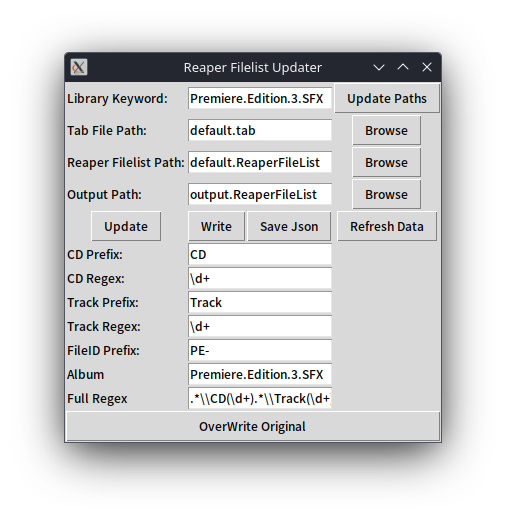 Reaper Filelist Updater
Library Keyword: Premiere.Edition.3.SFX Update Paths
Tab File Path: default.tab Browse
Reaper Filelist Path: default.ReaperFileList Browse
Output Path: output.ReaperFileList Browse
Update Write Save Json Refresh Data
CD Prefix: CD
CD Regex: \d+
Track Prefix: Track
Track Regex: \d+
FileID Prefix: PE-
Album Premiere.Edition.3.SFX
Full Regex .*\\CD(\d+).*\\Track(\d+
OverWrite Original